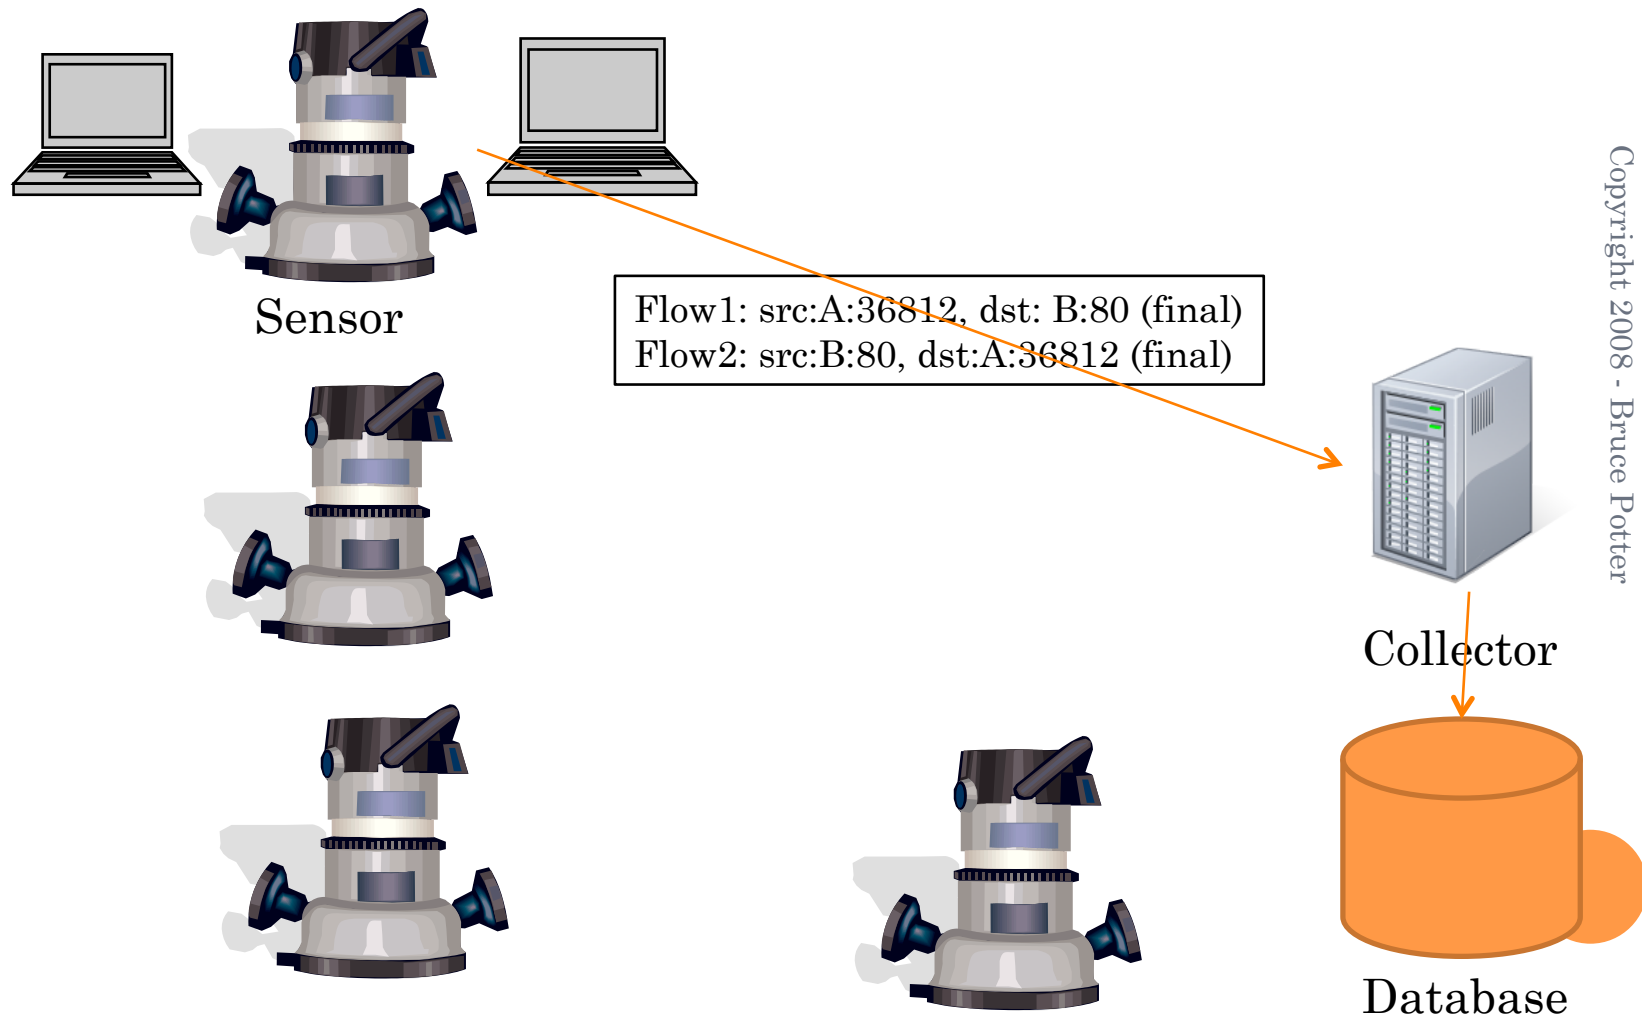 Sensor
Flow1: src:A:36812, dst: B:80 (final)
Flow2: src:B:80, dst:A:36812 (final)
Copyright 2008 - Bruce Potter
Collector
Database